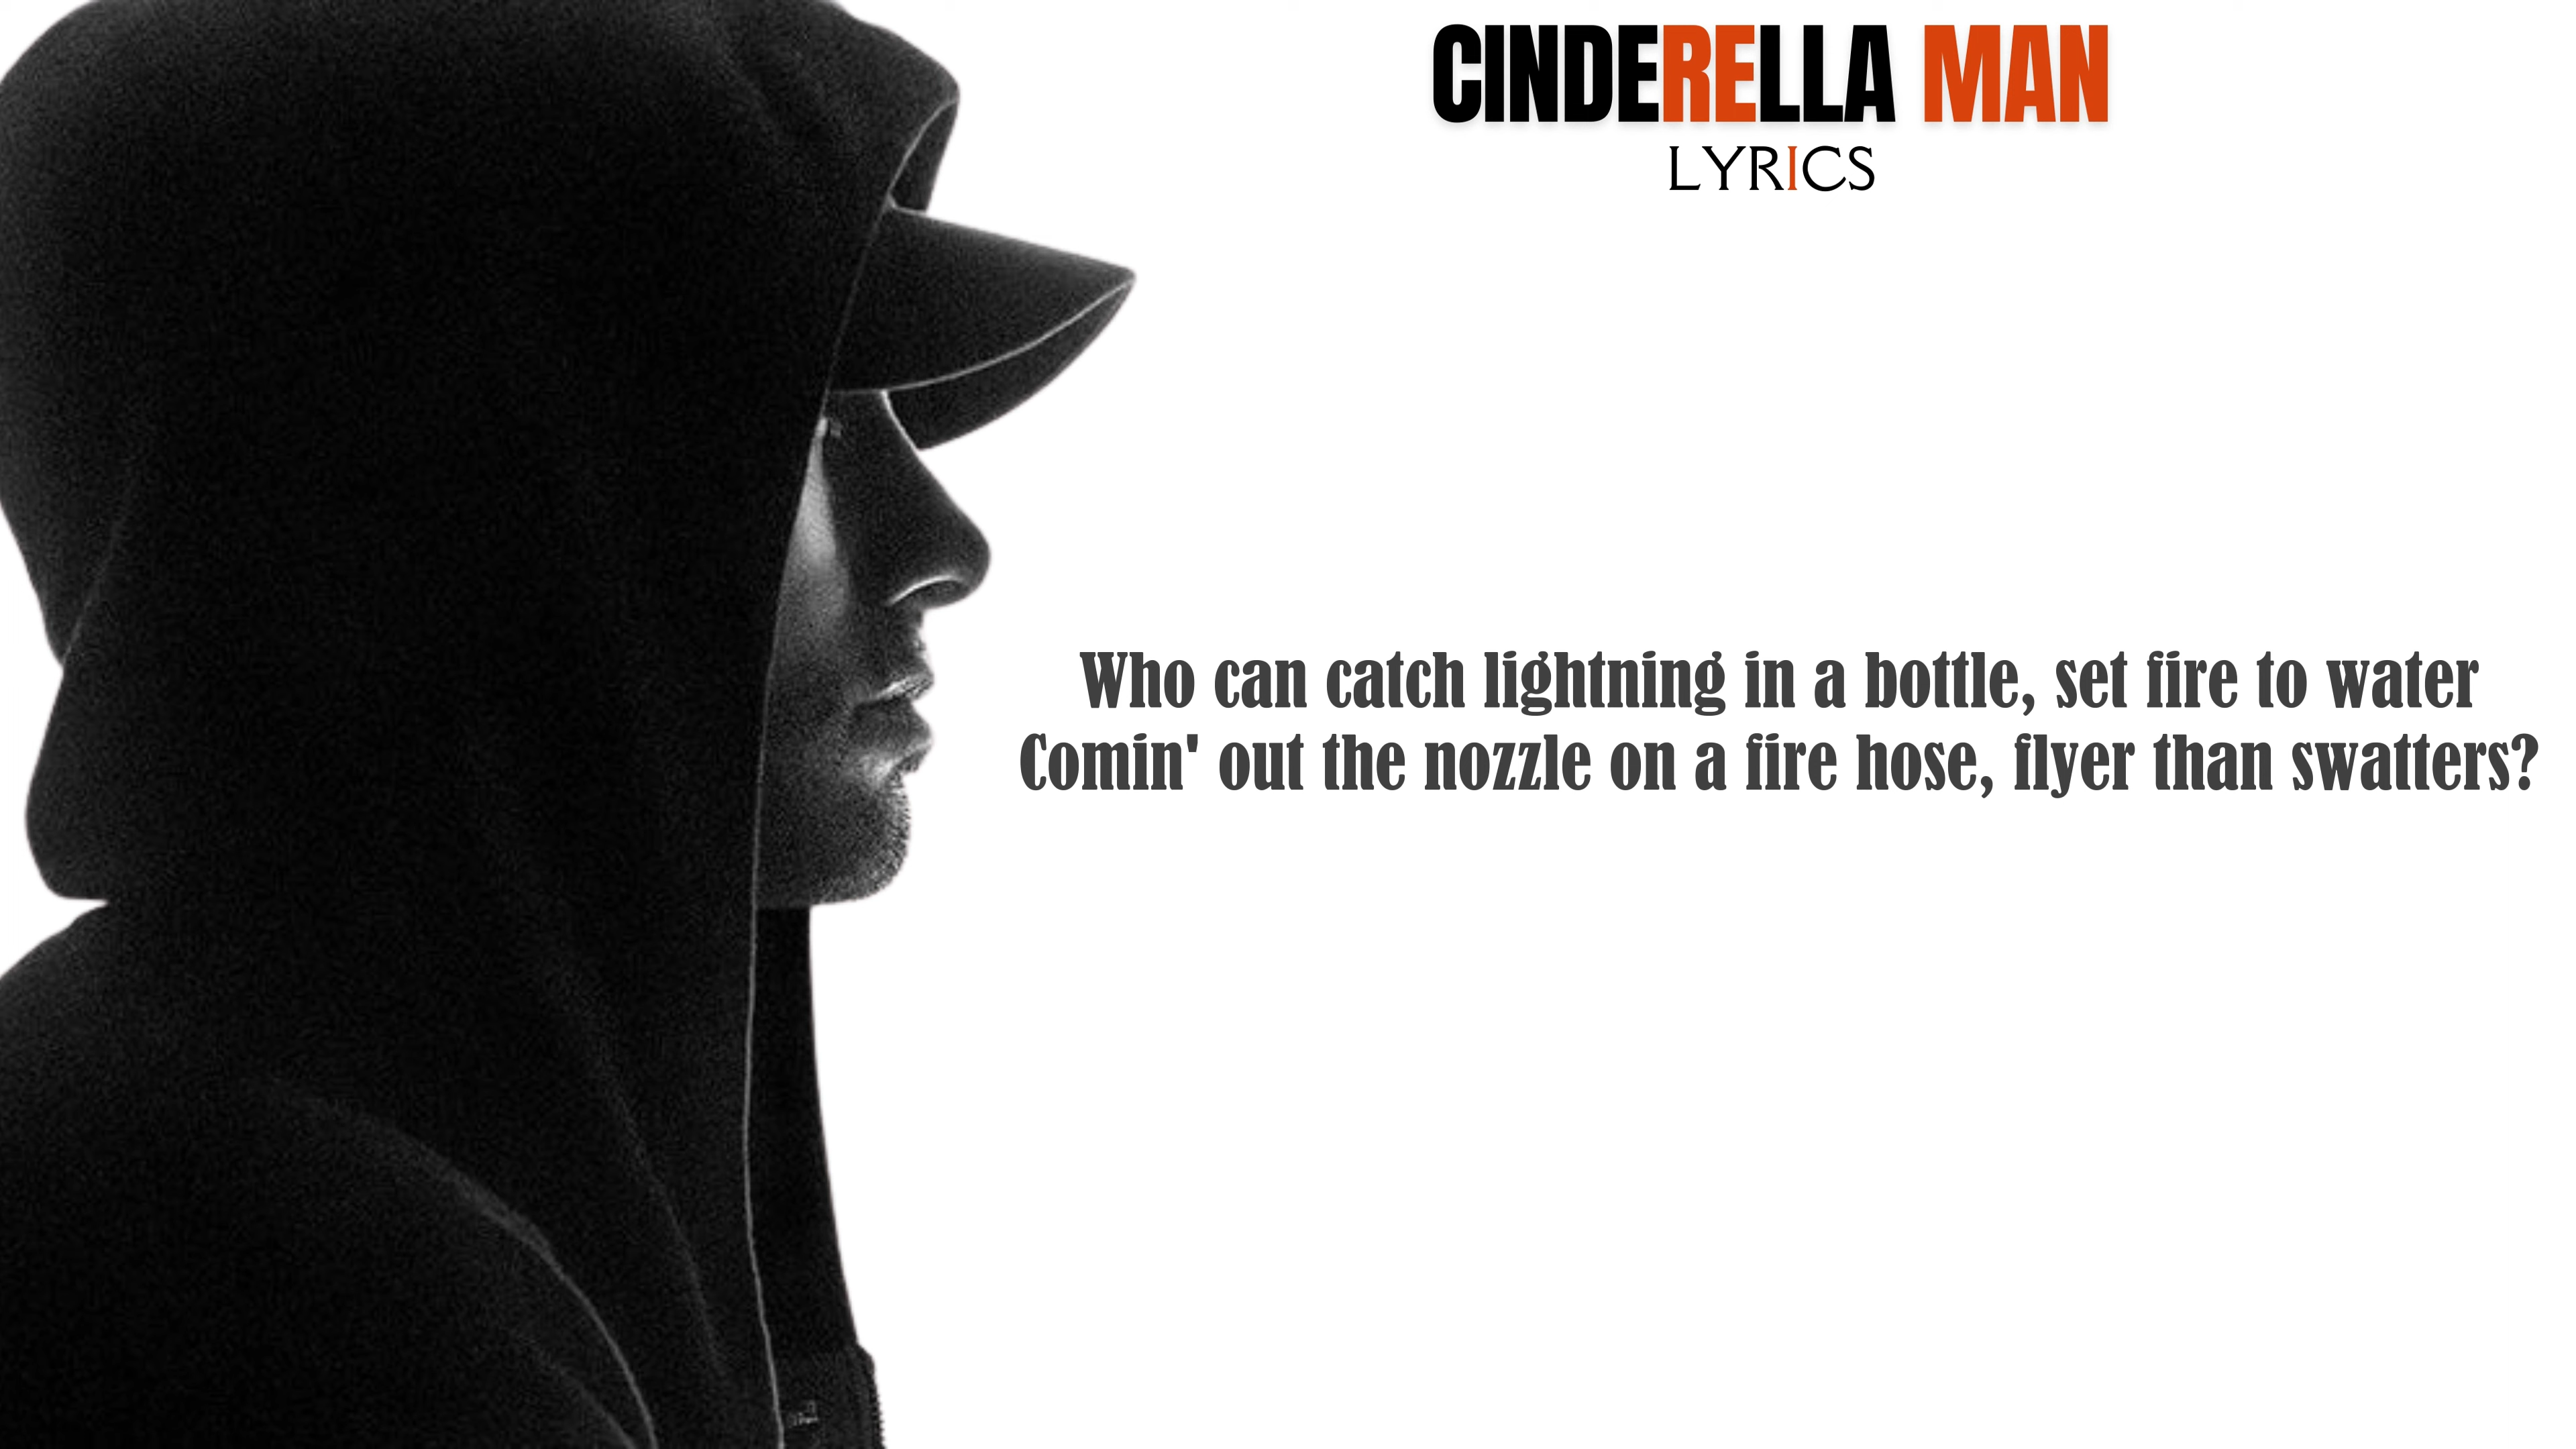 CINDERELLA MAN
LYRICS
Who can catch lightning in a bottle, set fire to water
Comin' out the nozzle on a fire hose, flyer than swatters?